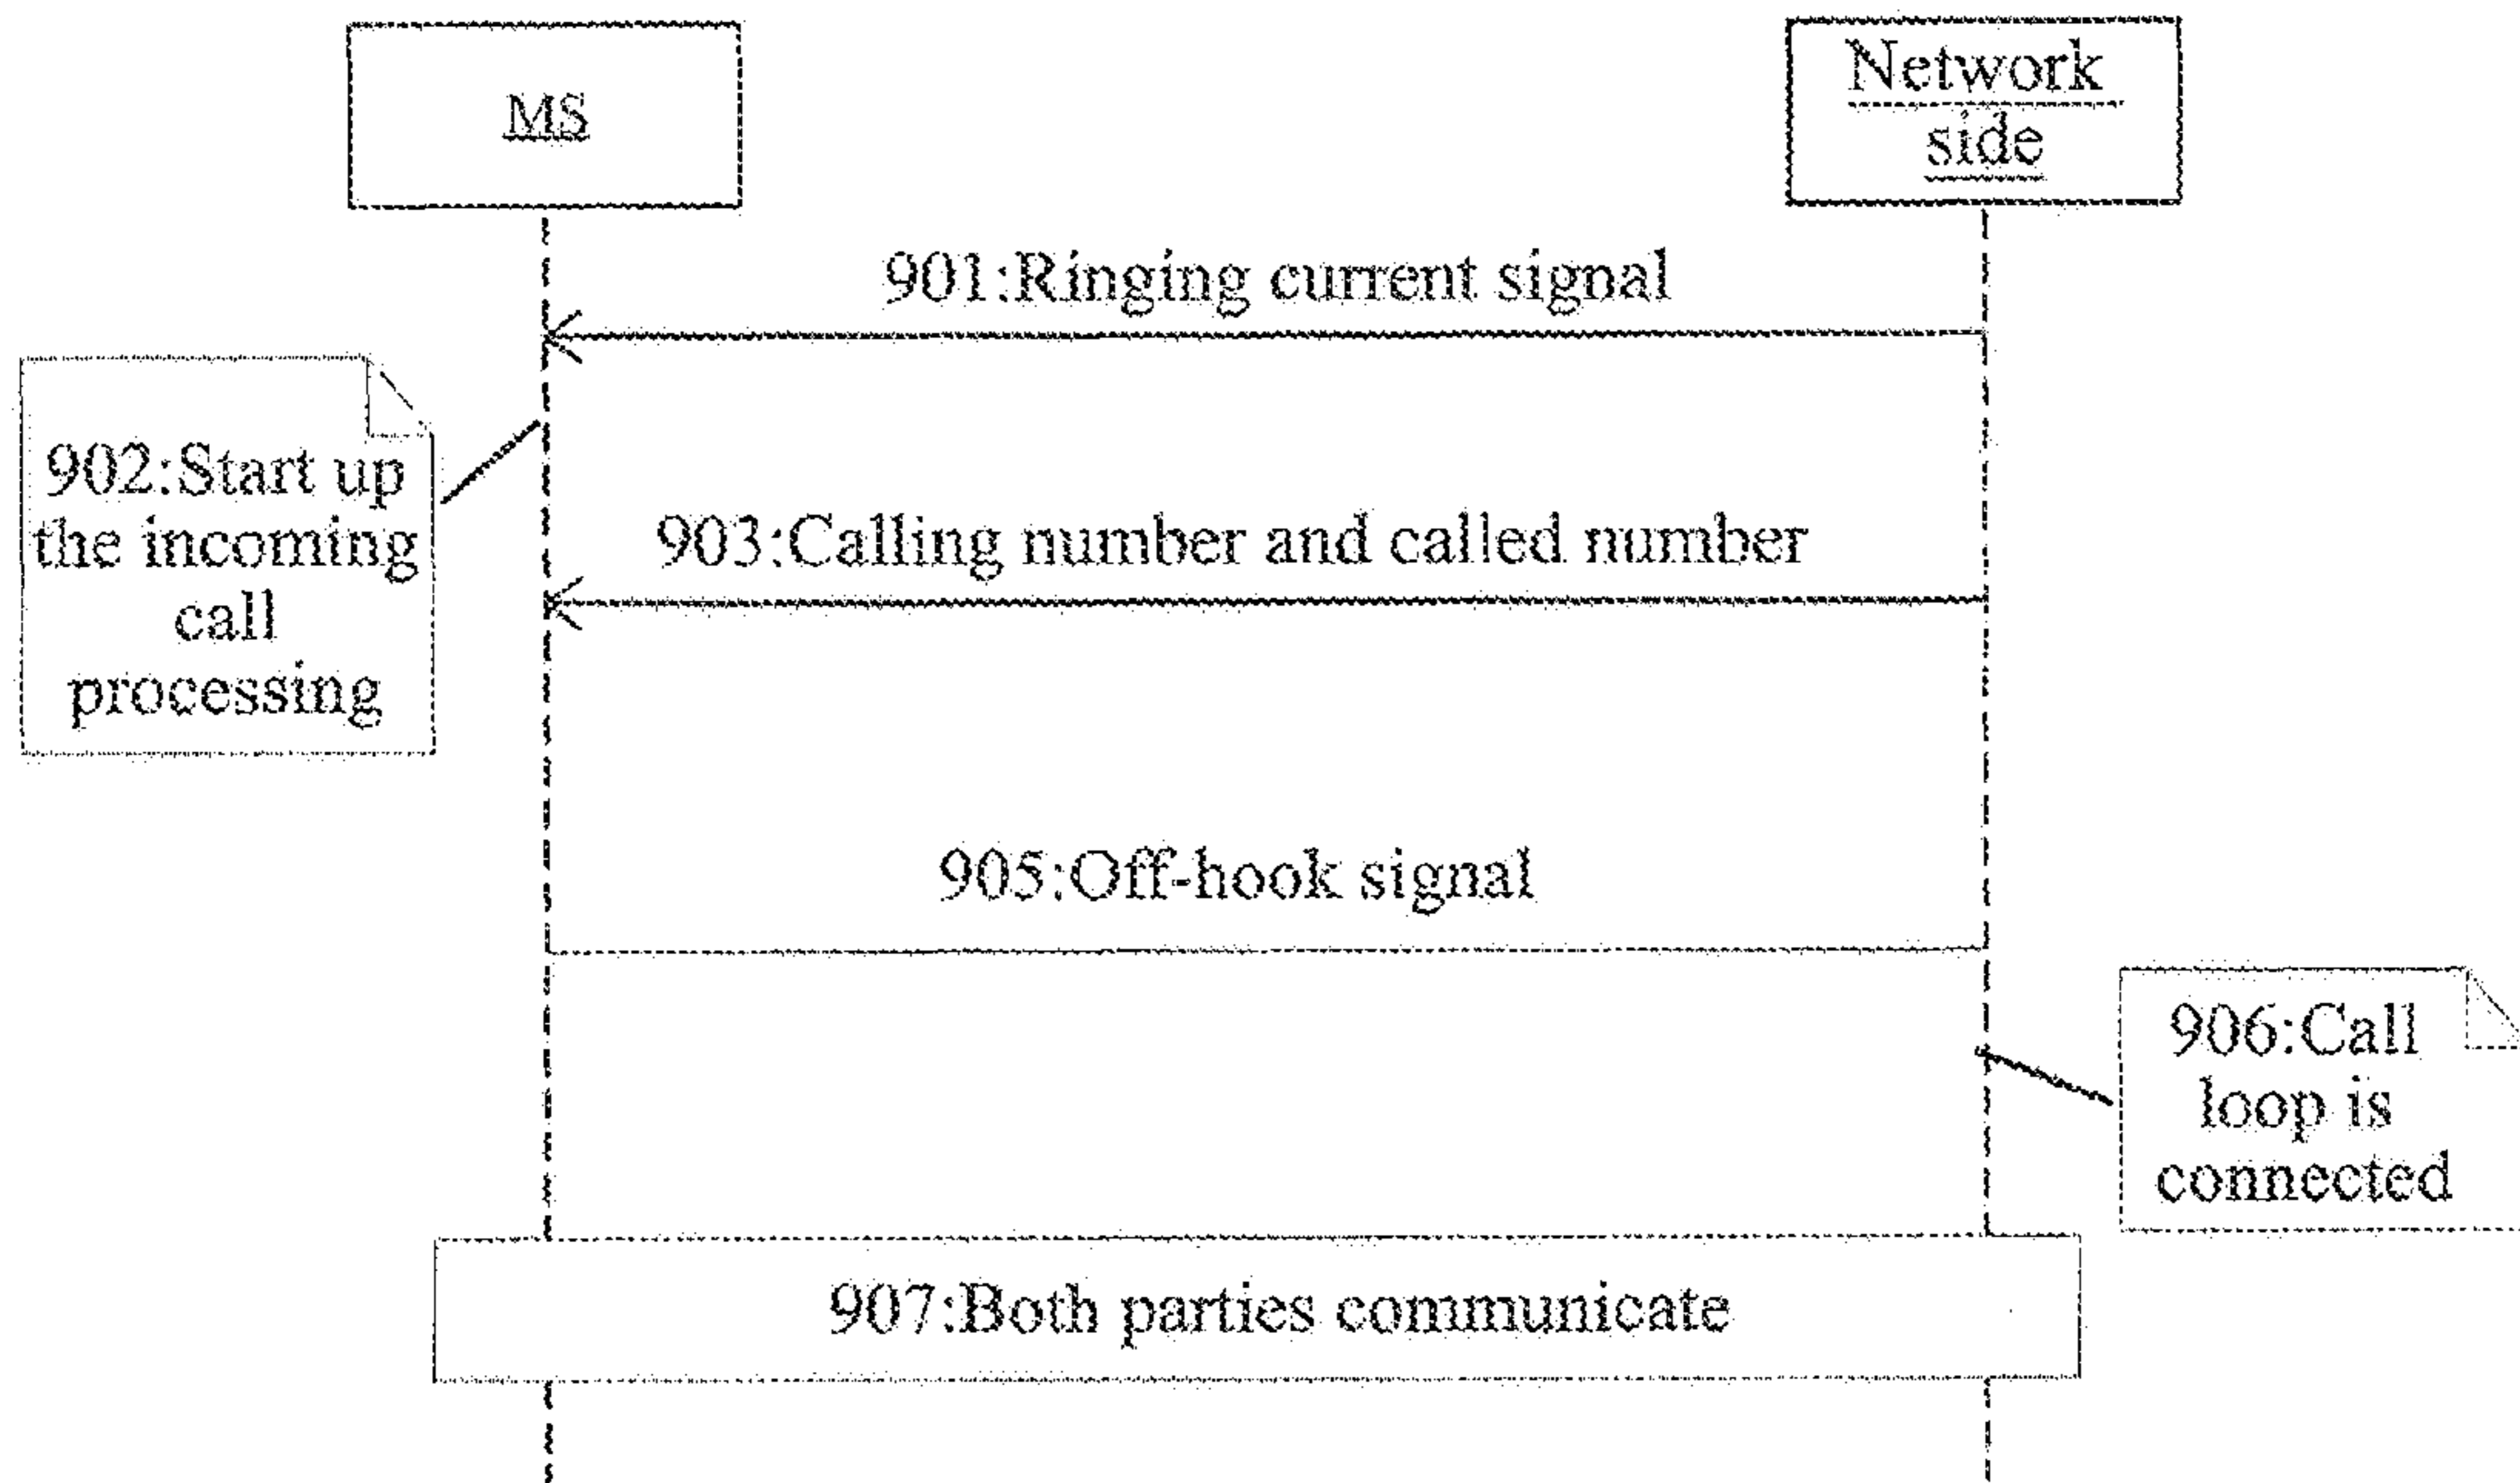 MS
Network
side
901:Ringing current signal
902:Start up
the incoming
call
processing
903:Calling number and called number
905:Off-hook signal
906:Call
loop is
connected
907:Both parties communicate